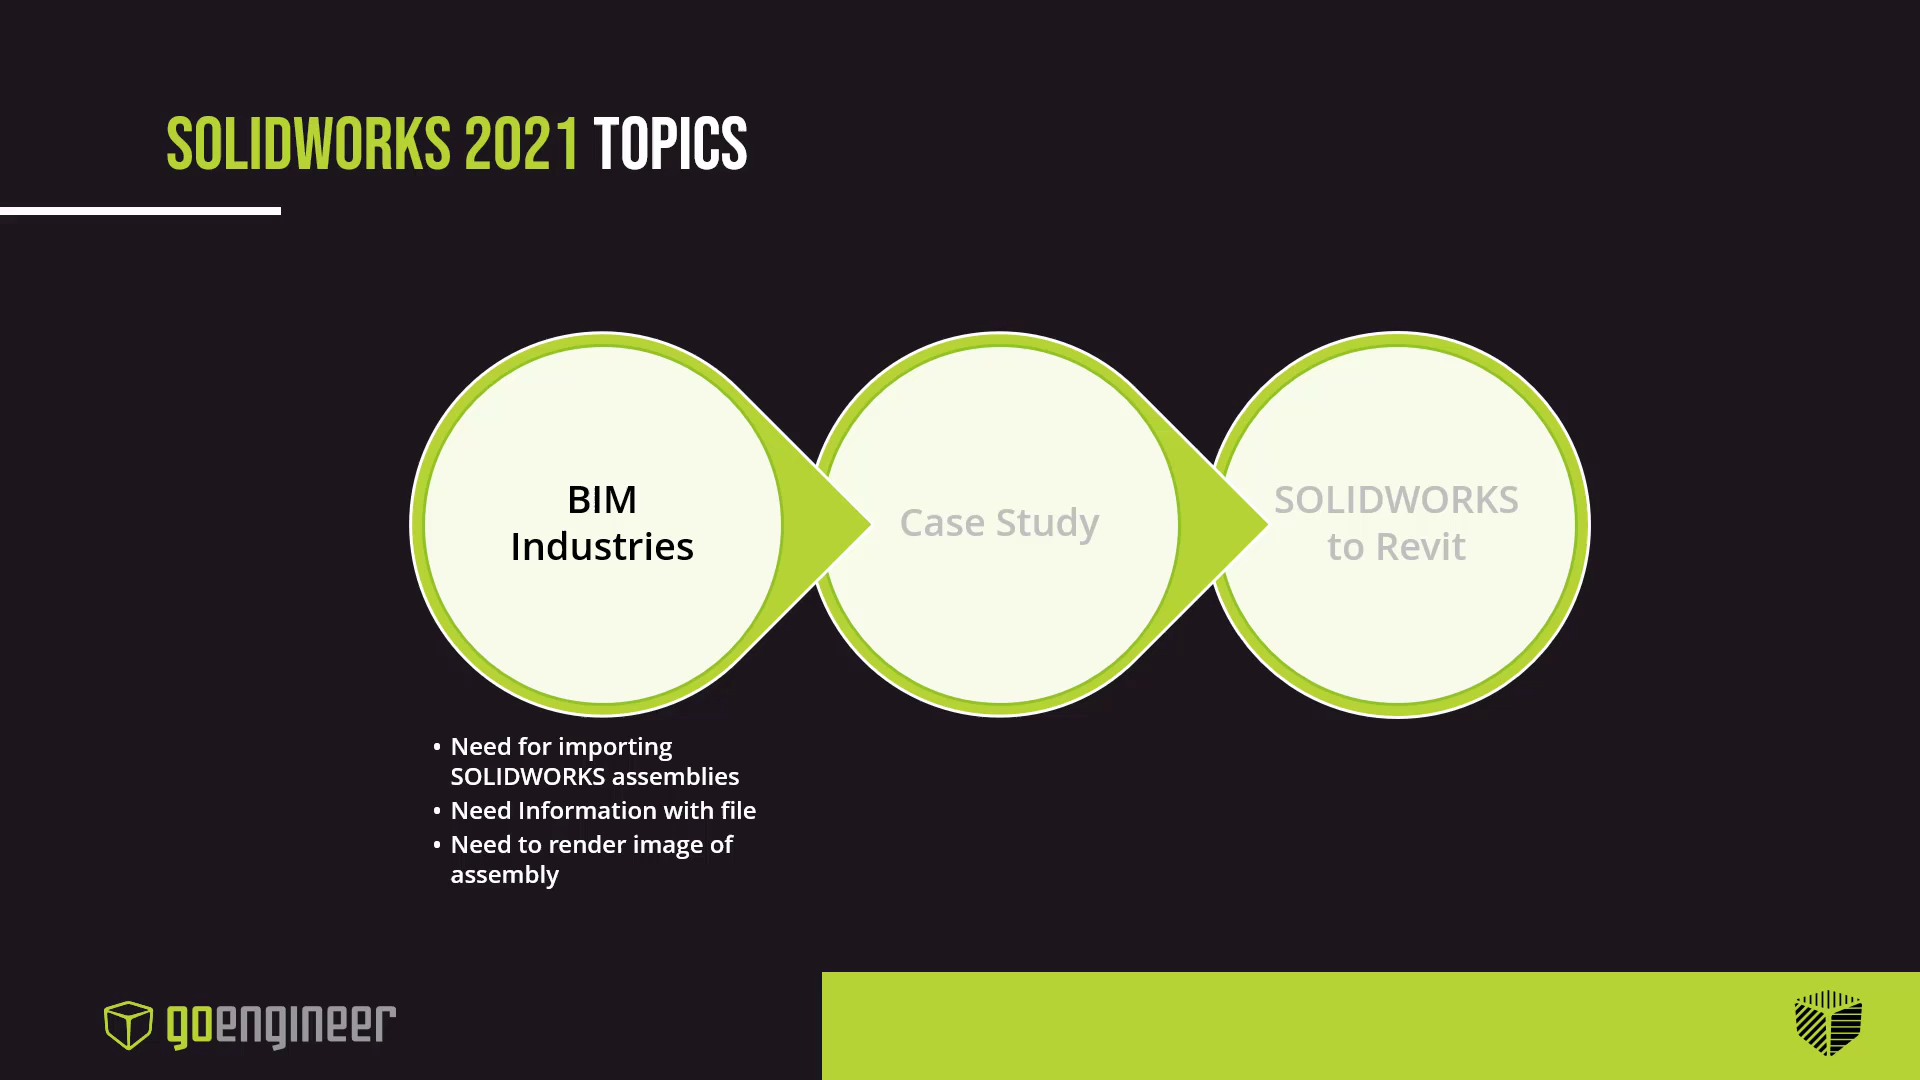 SOLIDWORKS 2021 TOPICS
BIM
Industries
Case Study
SOLIDWORKS
to Revit
• Need for importing
SOLIDWORKS assemblies
• Need Information with file
• Need to render image of
assembly
goengineer